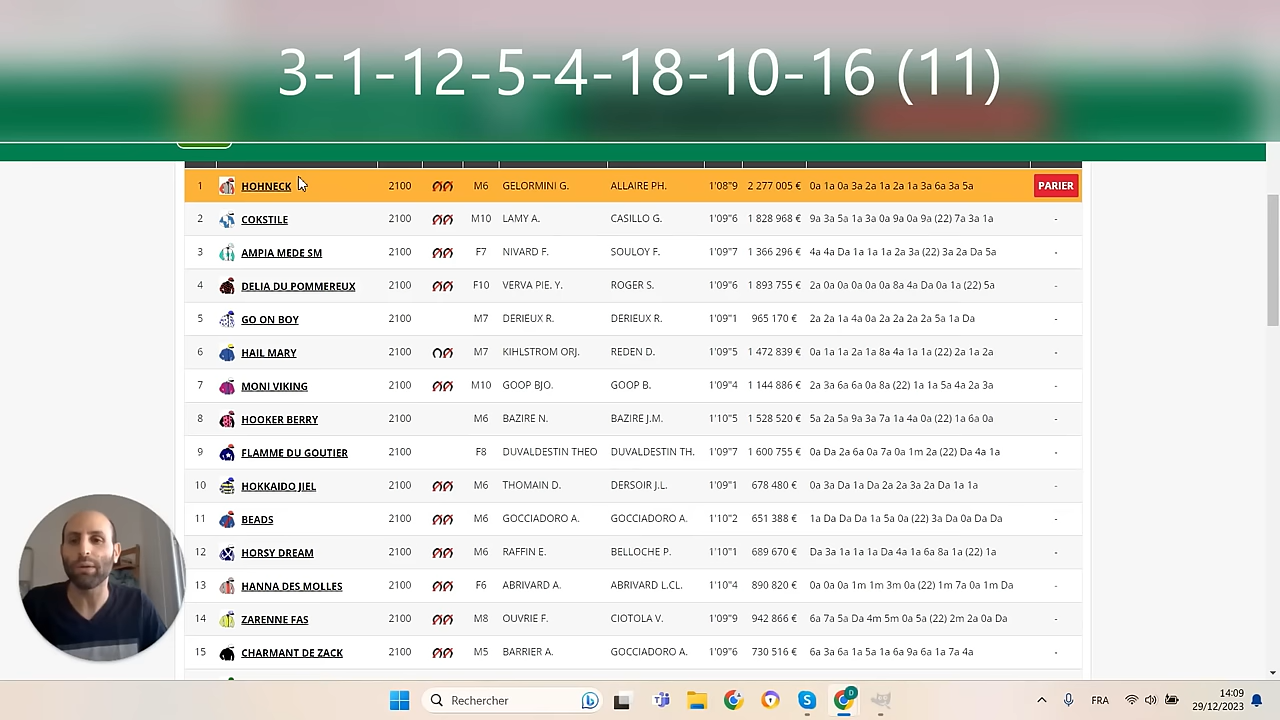 3-1-12-5-4-18-10-16 (11)
1 HOHNECK 2100 M6 GELORMINI G. ALLAIRE PH. 1'08"9 2 277 005 € 0a 1a 0a 3a 2a 1a 2a 1a 3a 6a 3a 5a PARIER
2 COKSTILE 2100 M10 LAMY A. CASILLO G. 1'09"6 1 828 968 € 9a 3a 5a 1a 3a 0a 9a 0a 9a (22) 7a 3a 1a -
3 AMPIA MEDE SM 2100 F7 NIVARD F. SOULOY F. 1'09"7 1 366 296 € 4a 4a Da 1a 1a 1a 2a 3a (22) 3a 2a Da 5a -
4 DELIA DU POMMEREUX 2100 F10 VERVA PIE. Y. ROGER S. 1'09"6 1 893 755 € 2a 0a 0a 0a 0a 0a 8a 4a Da 0a 1a (22) 5a -
5 GO ON BOY 2100 M7 DERIEUX R. DERIEUX R. 1'09"1 965 170 € 2a 2a 1a 4a 0a 2a 2a 2a 2a 5a 1a Da -
6 HAIL MARY 2100 M7 KIHLSTROM ORJ. REDEN D. 1'09"5 1 472 839 € 0a 1a 1a 2a 1a 8a 4a 1a 1a (22) 2a 1a 2a -
7 MONI VIKING 2100 M10 GOOP BJO. GOOP B. 1'09"4 1 144 886 € 2a 3a 6a 6a 0a 8a (22) 1a 1a 5a 4a 2a 3a -
8 HOOKER BERRY 2100 M6 BAZIRE N. BAZIRE J.M. 1'10"5 1 528 520 € 5a 2a 5a 9a 3a 7a 1a 4a 0a (22) 1a 6a 0a -
9 FLAMME DU GOUTIER 2100 F8 DUVALDESTIN THEO DUVALDESTIN TH. 1'09"7 1 600 755 € 0a Da 2a 6a 0a 7a 0a 1m 2a (22) Da 4a 1a -
10 HOKKAIDO JIEL 2100 M6 THOMAIN D. DERSOIR J.L. 1'09"1 678 480 € 0a 3a Da 1a Da 2a 2a 3a 2a Da 1a 1a -
11 BEADS 2100 M6 GOCCIADORO A. GOCCIADORO A. 1'10"2 651 388 € 1a Da Da Da 1a 5a 0a (22) 3a Da 0a Da Da -
12 HORSY DREAM 2100 M6 RAFFIN E. BELLOCHE P. 1'10"1 689 670 € Da 3a 1a 1a 1a Da 4a 1a 6a 8a 1a (22) 1a -
13 HANNA DES MOLLES 2100 F6 ABRIVARD A. ABRIVARD L.CL. 1'10"4 890 820 € 0a 0a 0a 1m 1m 3m 0a (22) 1m 7a 0a 1m Da -
14 ZARENNE FAS 2100 M8 OUVRIE F. CIOTOLA V. 1'09"9 942 866 € 6a 7a 5a Da 4m 5m 0a 5a (22) 2m 2a 0a Da -
15 CHARMANT DE ZACK 2100 M5 BARRIER A. GOCCIADORO A. 1'09"6 730 516 € 6a 3a 6a 1a 5a 1a 6a 9a 6a 1a 7a 4a -
Rechercher
FRA
14:09
29/12/2023